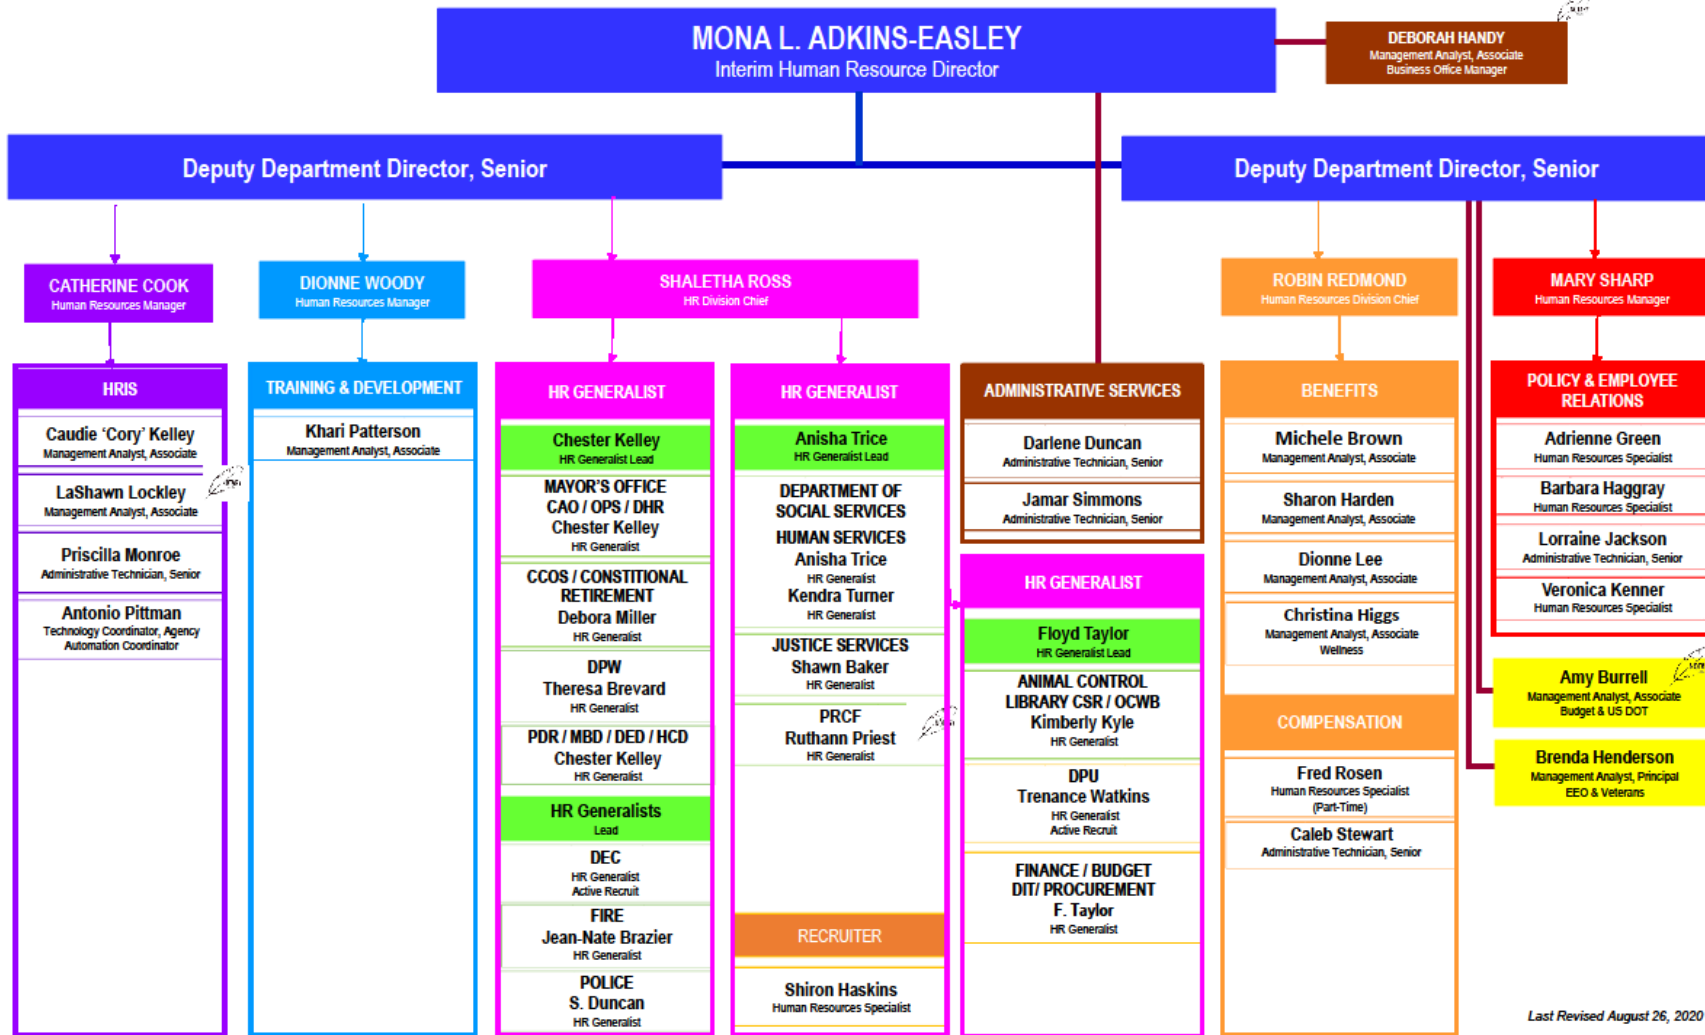 MONA L. ADKINS-EASLEY
Interim Human Resource Director
DEBORAH HANDY
Management Analyst, Associate
Business Office Manager
Deputy Department Director, Senior
Deputy Department Director, Senior
CATHERINE COOK
Human Resources Manager
DIONNE WOODY
Human Resources Manager
SHALETHA ROSS
HR Division Chief
ROBIN REDMOND
Human Resources Division Chief
MARY SHARP
Human Resources Manager
HRIS
Caudie ‘Cory’ Kelley
Management Analyst, Associate
LaShawn Lockley
Management Analyst, Associate
Priscilla Monroe
Administrative Technician, Senior
Antonio Pittman
Technology Coordinator, Agency
Automation Coordinator
TRAINING & DEVELOPMENT
Khari Patterson
Management Analyst, Associate
HR GENERALIST
Chester Kelley
HR Generalist Lead
MAYOR'S OFFICE
CAO / OPS / DHR
Chester Kelley
HR Generalist
CCOS / CONSTITIONAL
RETIREMENT
Debora Miller
HR Generalist
DPW
Theresa Brevard
HR Generalist
PDR / MBD / DED / HCD
Chester Kelley
HR Generalist
HR Generalists
Lead
DEC
HR Generalist
Active Recruit
FIRE
Jean-Nate Brazier
HR Generalist
POLICE
S. Duncan
HR Generalist
HR GENERALIST
Anisha Trice
HR Generalist Lead
DEPARTMENT OF
SOCIAL SERVICES
HUMAN SERVICES
Anisha Trice
HR Generalist
Kendra Turner
HR Generalist
JUSTICE SERVICES
Shawn Baker
HR Generalist
PRCF
Ruthann Priest
HR Generalist
RECRUITER
Shiron Haskins
Human Resources Specialist
ADMINISTRATIVE SERVICES
Darlene Duncan
Administrative Technician, Senior
Jamar Simmons
Administrative Technician, Senior
HR GENERALIST
Floyd Taylor
HR Generalist Lead
ANIMAL CONTROL
LIBRARY CSR / OCWB
Kimberly Kyle
HR Generalist
DPU
Trenance Watkins
HR Generalist
Active Recruit
FINANCE / BUDGET
DIT/ PROCUREMENT
F. Taylor
HR Generalist
BENEFITS
Michele Brown
Management Analyst, Associate
Sharon Harden
Management Analyst, Associate
Dionne Lee
Management Analyst, Associate
Christina Higgs
Management Analyst, Associate
Wellness
COMPENSATION
Fred Rosen
Human Resources Specialist
(Part-Time)
Caleb Stewart
Administrative Technician, Senior
POLICY & EMPLOYEE
RELATIONS
Adrienne Green
Human Resources Specialist
Barbara Haggray
Human Resources Specialist
Lorraine Jackson
Administrative Technician, Senior
Veronica Kenner
Human Resources Specialist
Amy Burrell
Management Analyst, Associate
Budget & US DOT
Brenda Henderson
Management Analyst, Principal
EEO & Veterans
Last Revised August 26, 2020